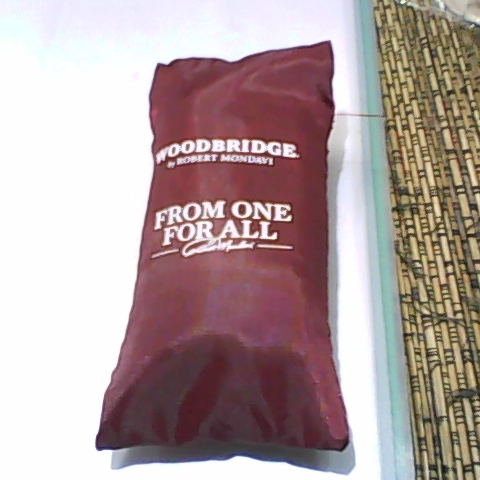 WOODBRIDGE
by ROBERT MONDAVI
FROM ONE
FOR ALL